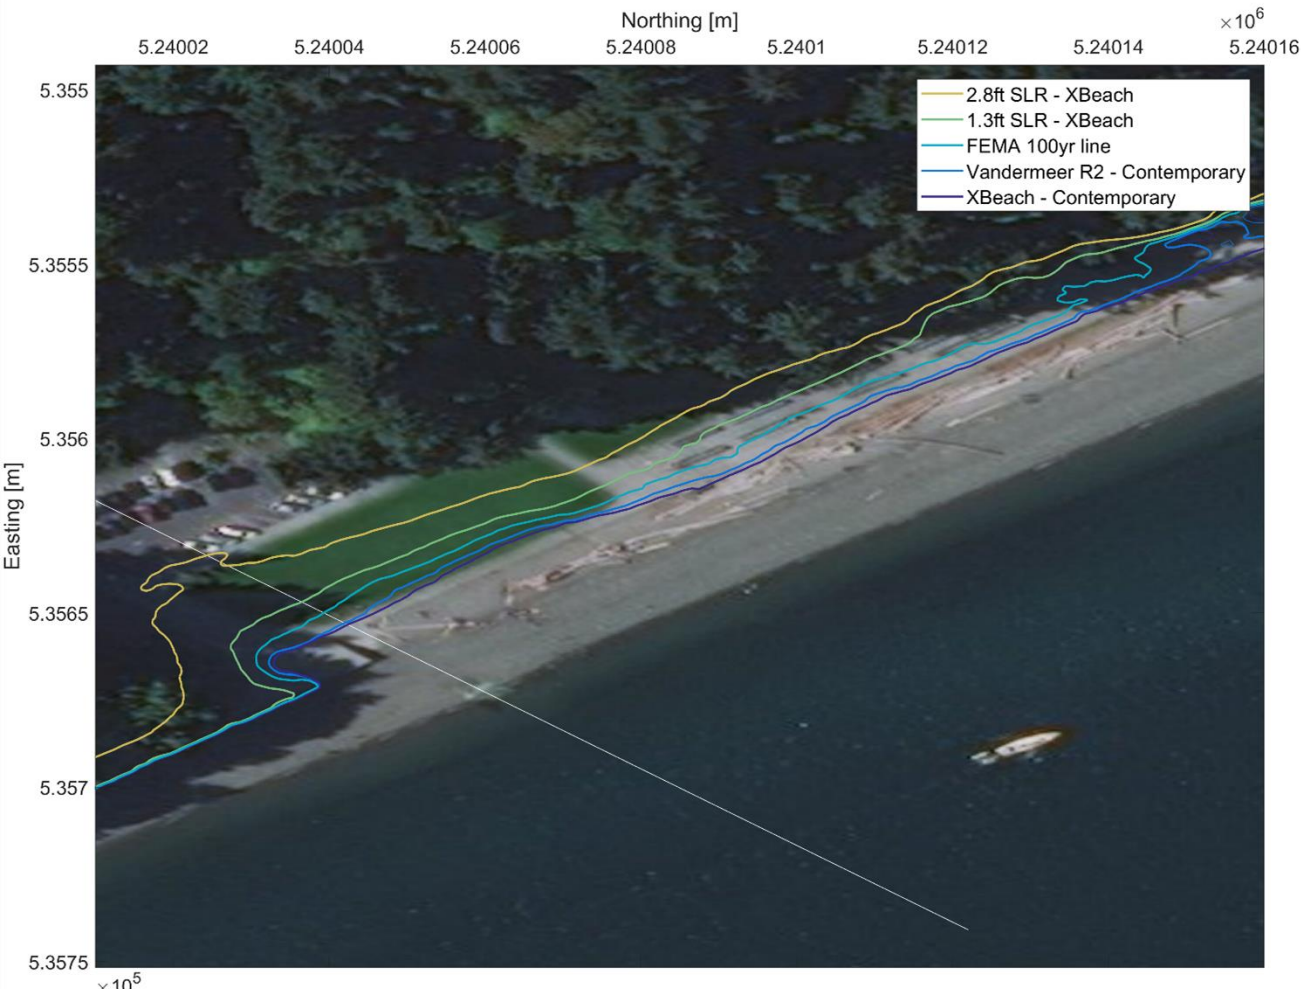 Northing [m]
×10^6
5.24002 5.24004 5.24006 5.24008 5.2401 5.24012 5.24014 5.24016
5.355
2.8ft SLR - XBeach
1.3ft SLR - XBeach
FEMA 100yr line
Vandermeer R2 - Contemporary
XBeach - Contemporary
5.3555
5.356
Easting [m]
5.3565
5.357
5.3575
×10^5